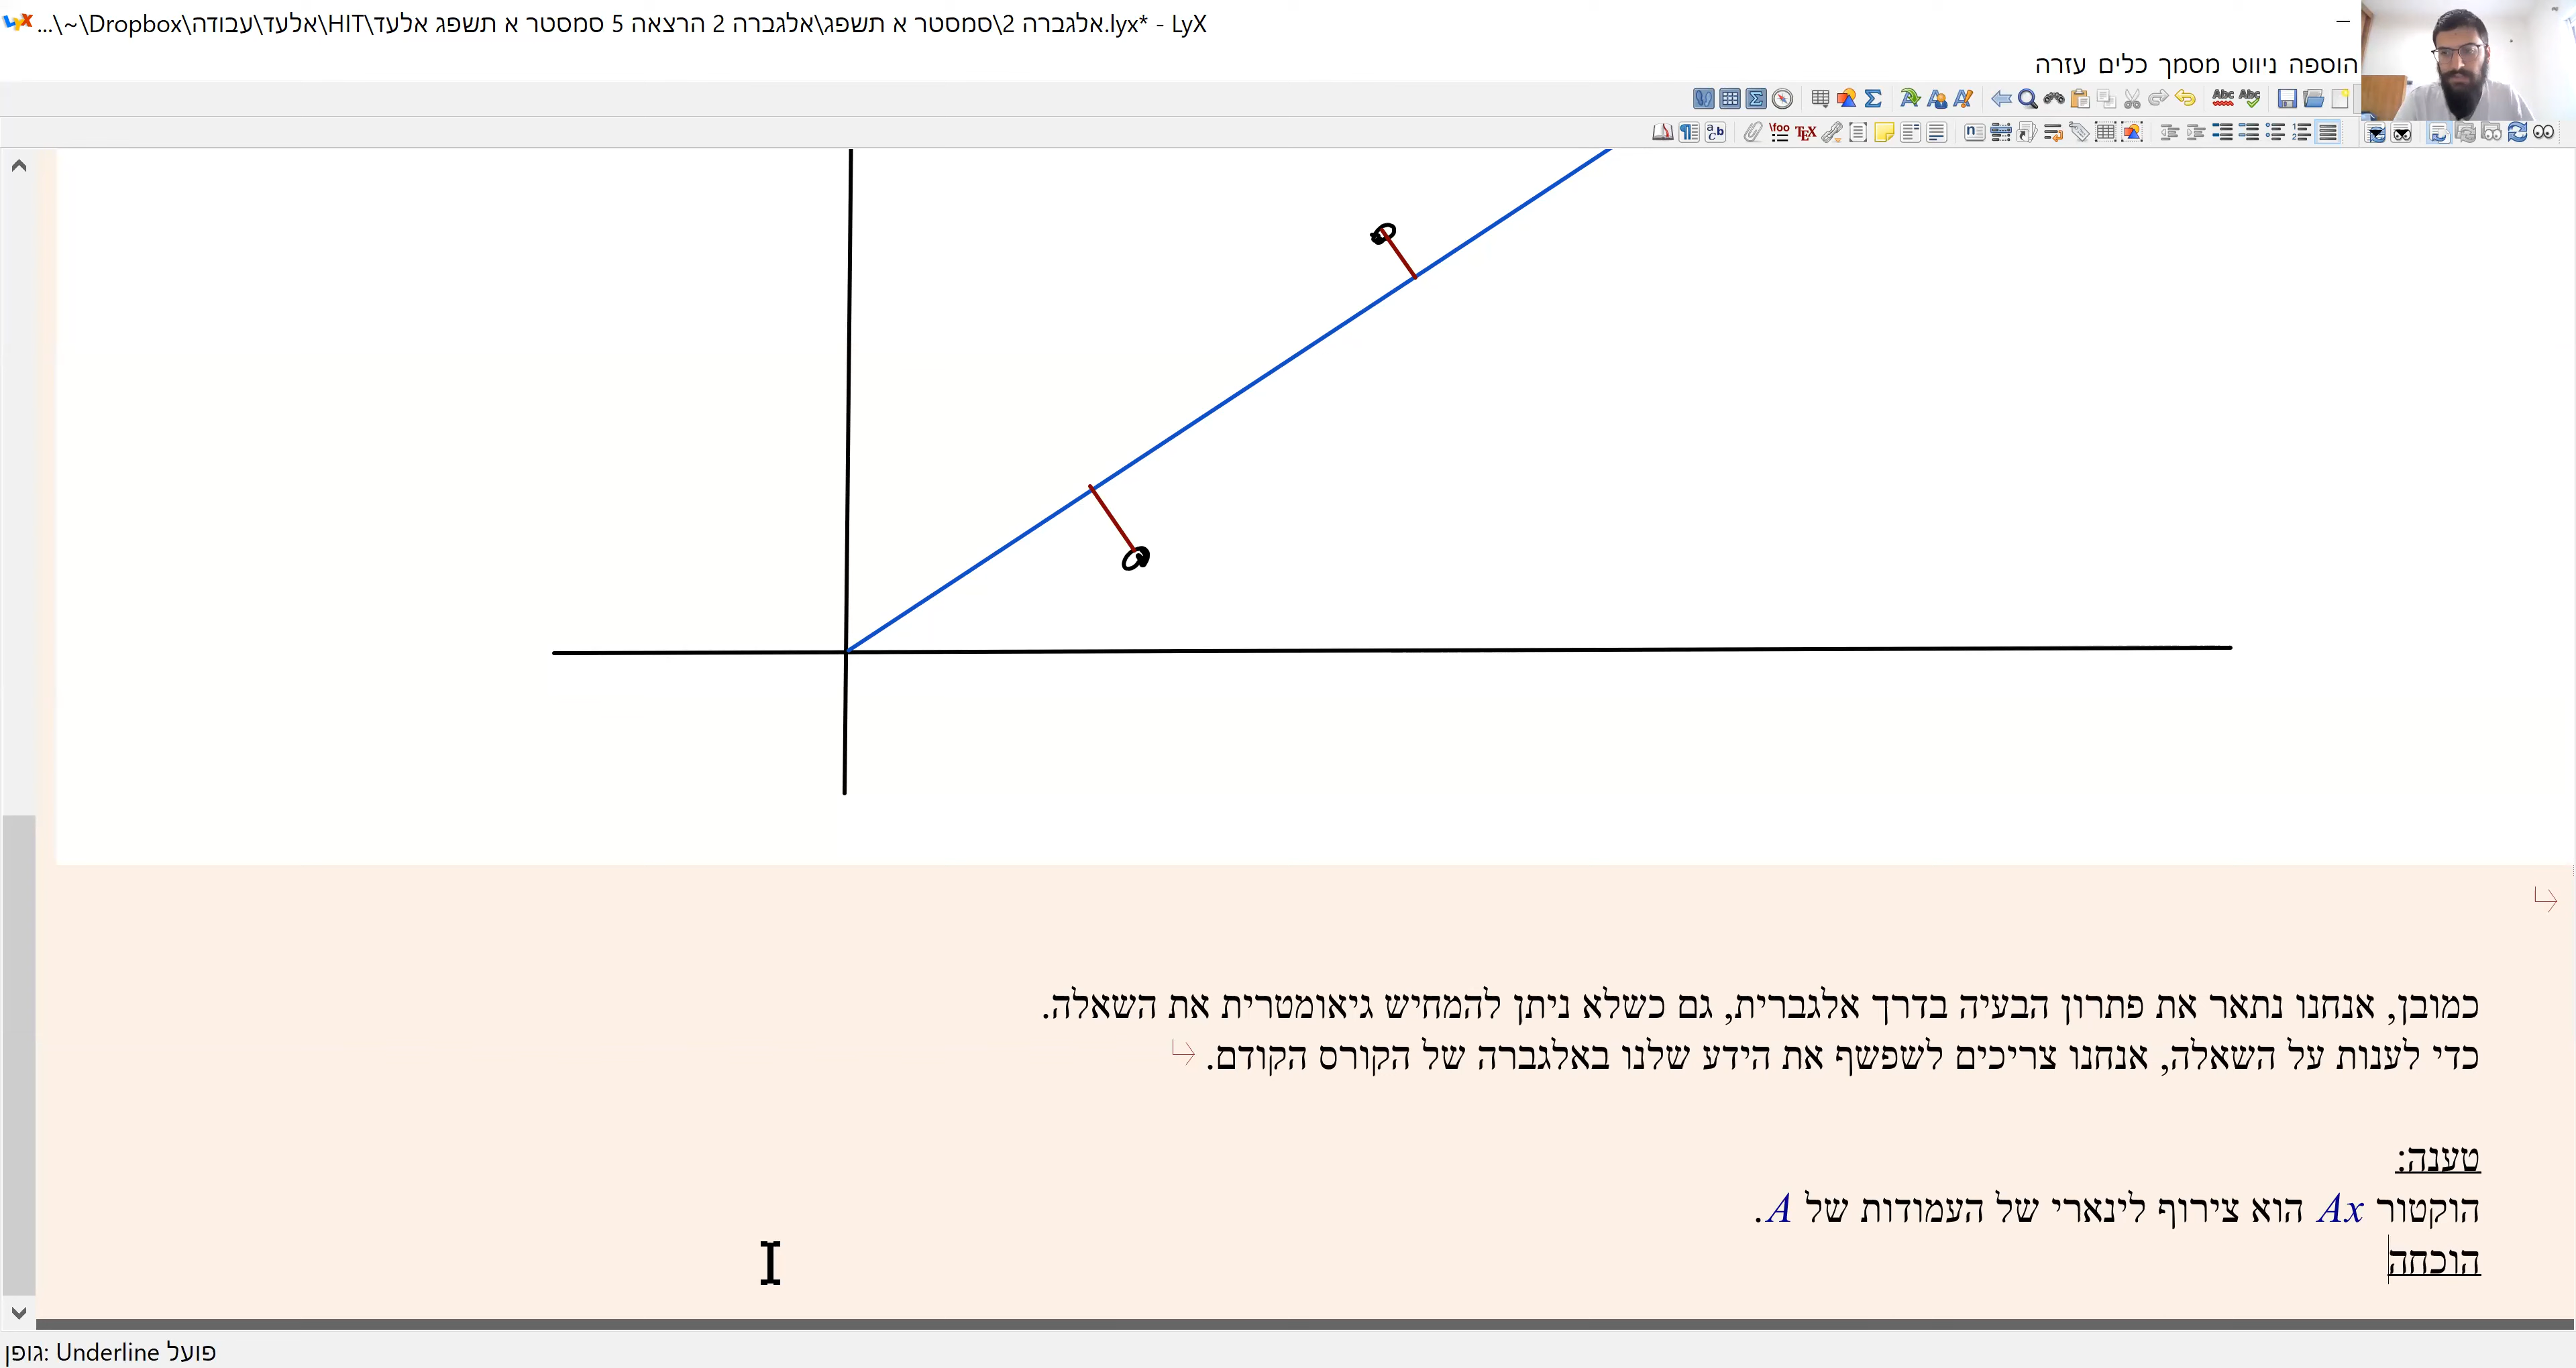 ...\~\Dropbox\עבודה\אלעד\HIT\אלגברה 2\סמסטר א תשפג\אלגברה 2 הרצאה 5 סמסטר א תשפג אלעד.lyx* - LyX
הוספה ניווט מסמך כלים עזרה
כמובן, אנחנו נתאר את פתרון הבעיה בדרך אלגברית, גם כשלא ניתן להמחיש גיאומטרית את השאלה.
כדי לענות על השאלה, אנחנו צריכים לשפשף את הידע שלנו באלגברה של הקורס הקודם.
טענה:
הוקטור Ax הוא צירוף לינארי של העמודות של A.
הוכחה
גופן: Underline פועל